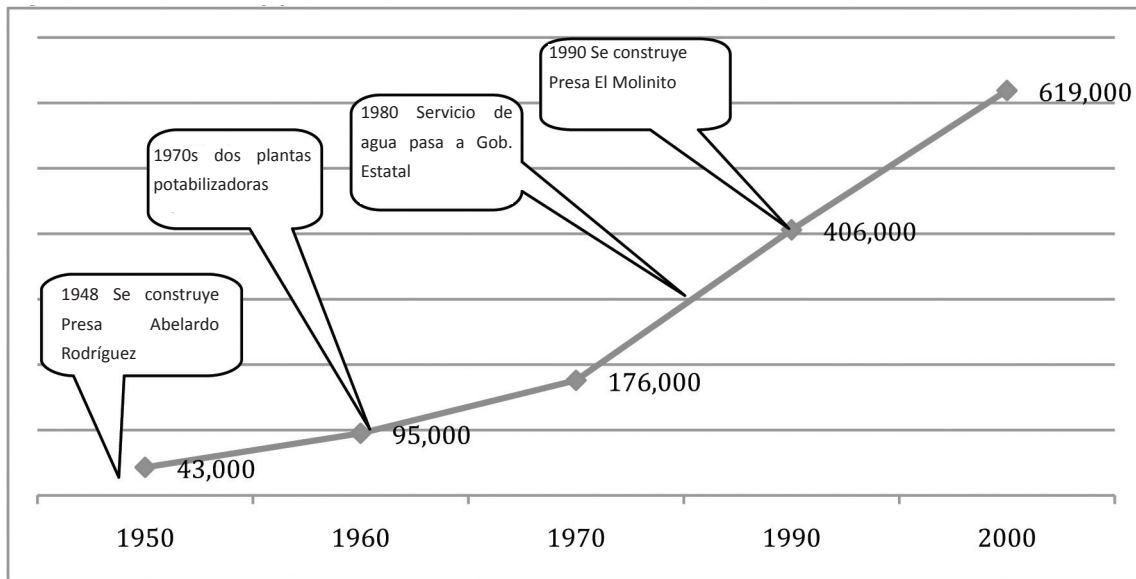 1990 Se construye
Presa El Molinito
619,000
1980 Servicio de
agua pasa a Gob.
Estatal
1970s dos plantas
potabilizadoras
406,000
1948 Se construye
Presa Abelardo
Rodríguez
176,000
95,000
43,000
1950 1960 1970 1990 2000